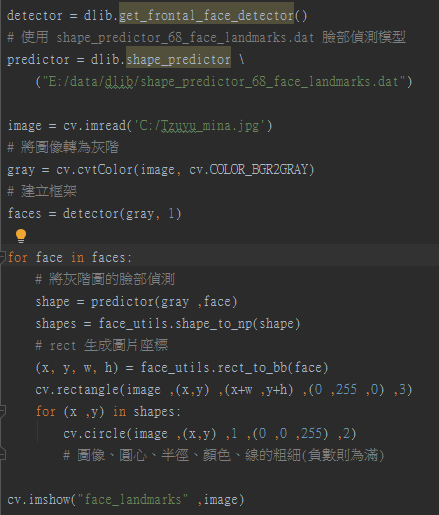 detector = dlib.get_frontal_face_detector()
# 使用 shape_predictor_68_face_landmarks.dat 臉部偵測模型
predictor = dlib.shape_predictor \
    ("E:/data/dlib/shape_predictor_68_face_landmarks.dat")
image = cv.imread('C:/Tzuyu_mina.jpg')
# 將圖像轉為灰階
gray = cv.cvtColor(image, cv.COLOR_BGR2GRAY)
# 建立框架
faces = detector(gray, 1)
for face in faces:
    # 將灰階圖的臉部偵測
    shape = predictor(gray ,face)
    shapes = face_utils.shape_to_np(shape)
    # rect 生成圖片座標
    (x, y, w, h) = face_utils.rect_to_bb(face)
    cv.rectangle(image ,(x,y) ,(x+w ,y+h) ,(0 ,255 ,0) ,3)
    for (x ,y) in shapes:
        cv.circle(image ,(x,y) ,1 ,(0 ,0 ,255) ,2)
        # 圖像、圓心、半徑、顏色、線的粗細(負數則為滿)
cv.imshow("face_landmarks" ,image)